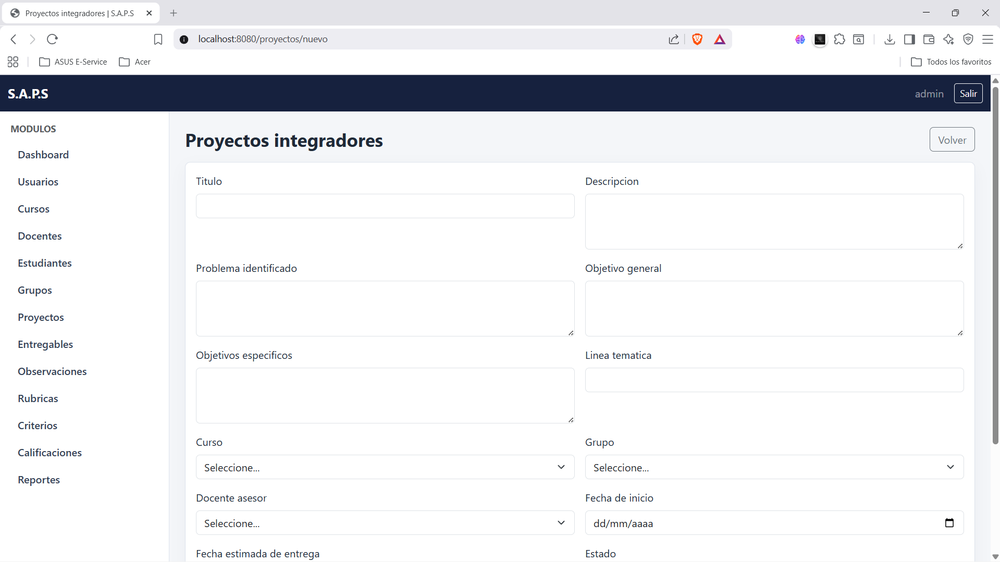 Proyectos integradores | S.A.P.S
localhost:8080/proyectos/nuevo
ASUS E-Service
Acer
Todos los favoritos
S.A.P.S
admin
Salir
MODULOS
Dashboard
Usuarios
Cursos
Docentes
Estudiantes
Grupos
Proyectos
Entregables
Observaciones
Rubricas
Criterios
Calificaciones
Reportes
Proyectos integradores
Volver
Titulo
Descripcion
Problema identificado
Objetivo general
Objetivos especificos
Linea tematica
Curso
Grupo
Seleccione...
Seleccione...
Docente asesor
Fecha de inicio
Seleccione...
dd/mm/aaaa
Fecha estimada de entrega
Estado